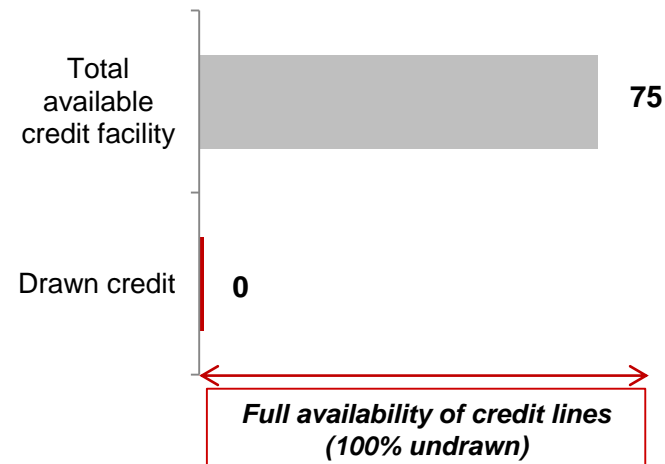 Total
available
credit facility
75
Drawn credit
0
Full availability of credit lines
(100% undrawn)